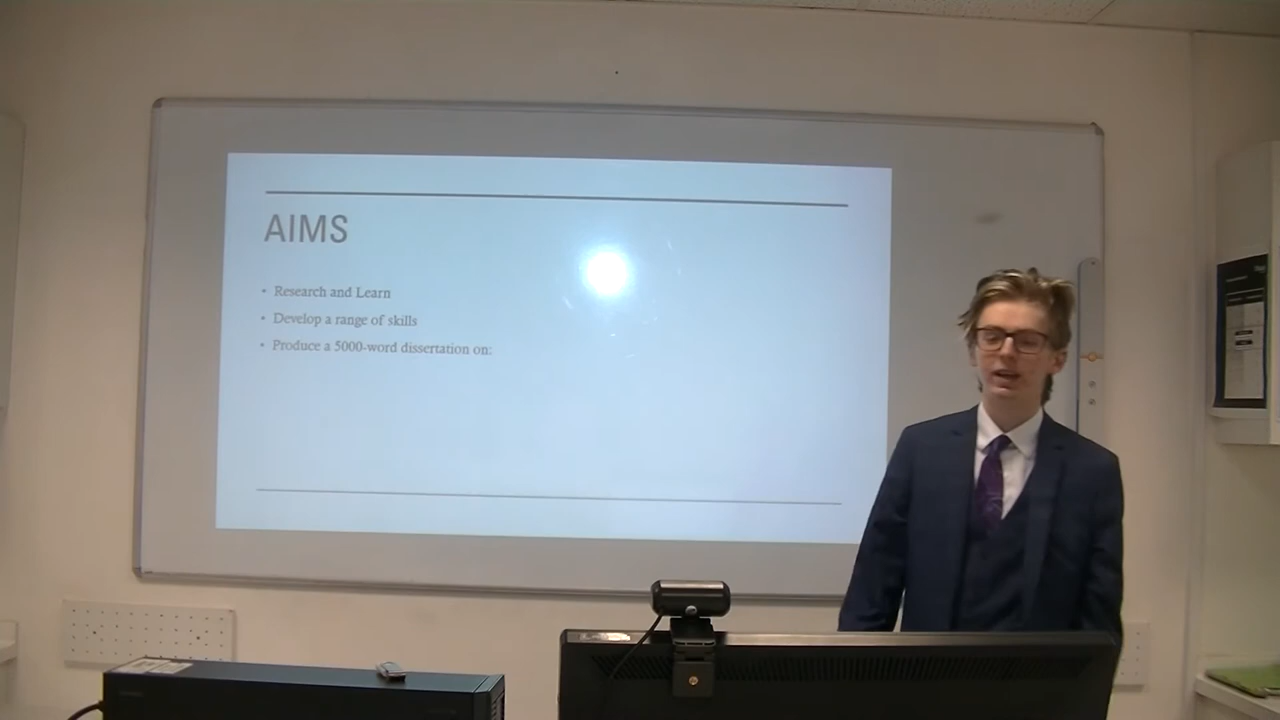 AIMS
• Research and Learn
• Develop a range of skills
• Produce a 5000-word dissertation on: